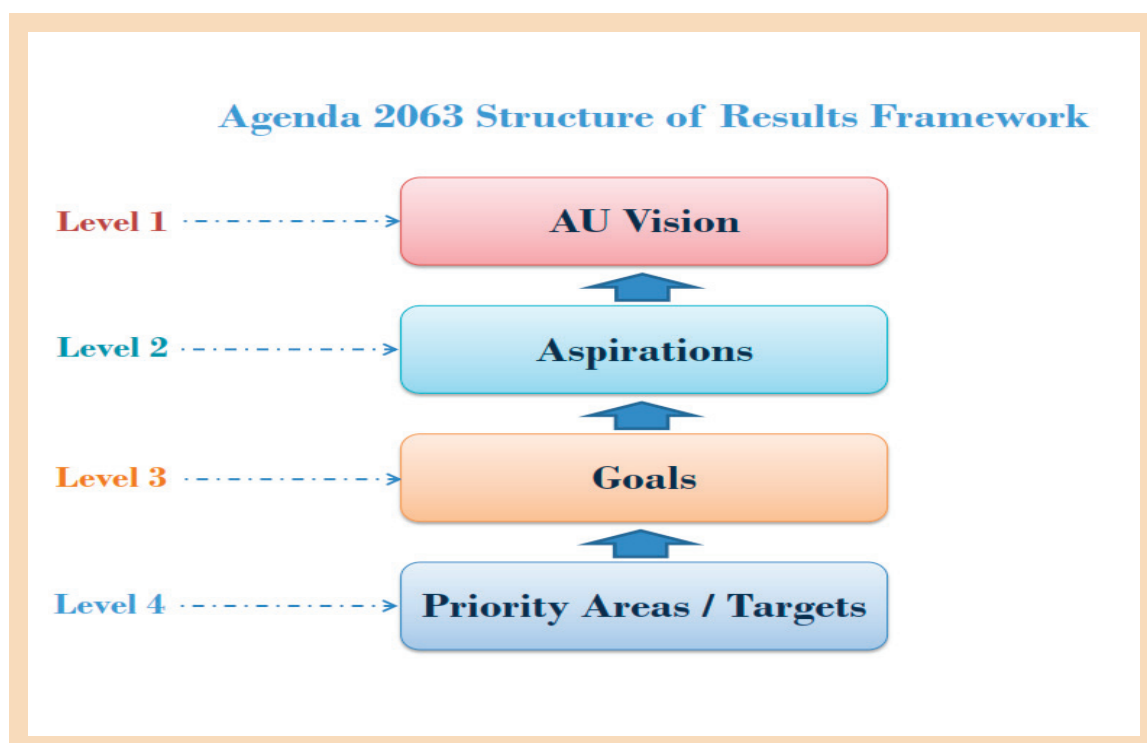 Agenda 2063 Structure of Results Framework
Level 1
AU Vision
Level 2
Aspirations
Level 3
Goals
Level 4
Priority Areas / Targets